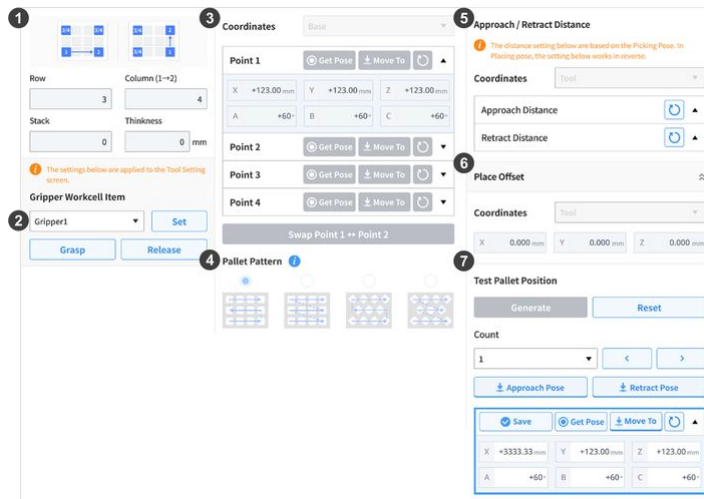 1
3/4 4/3 3/4 2
1 2 4/3 1
Row Column (1→2)
3 4
Stack Thinkness
0 0 mm
The settings below are applied to the Tool Setting
screen.
Gripper Workcell Item
2
Gripper1 Set
Grasp Release
3
Coordinates Base
Point 1 Get Pose Move To
X +123.00 mm Y +123.00 mm Z +123.00 mm
A +60° B +60° C +60°
Point 2 Get Pose Move To
Point 3 Get Pose Move To
Point 4 Get Pose Move To
Swap Point 1 ↔ Point 2
4
Pallet Pattern
5
Approach / Retract Distance
The distance setting below are based on the Picking Pose. In
Placing pose, the setting below works in reverse.
Coordinates Tool
Approach Distance
Retract Distance
6
Place Offset
Coordinates Tool
X 0.000 mm Y 0.000 mm Z 0.000 mm
7
Test Pallet Position
Generate Reset
Count
1 < >
Approach Pose Retract Pose
Save Get Pose Move To
X +3333.33 mm Y +123.00 mm Z +123.00 mm
A +60° B +60° C +60°